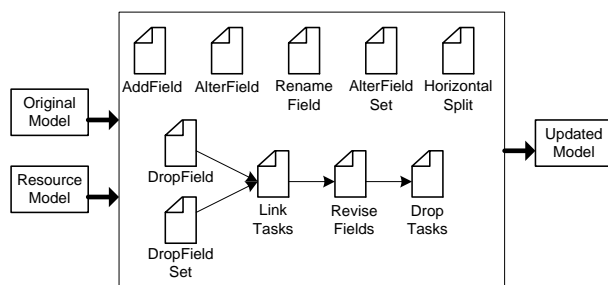 AddField
AlterField
Rename
Field
AlterField
Set
Horizontal
Split
Original
Model
Resource
Model
DropField
DropField
Set
Link
Tasks
Revise
Fields
Drop
Tasks
Updated
Model